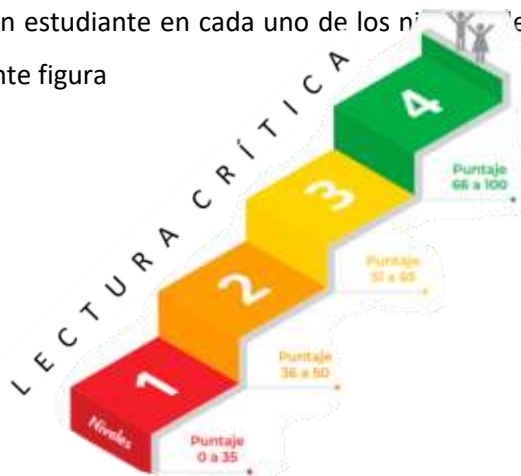 n estudiante en cada uno de los
nte figura
LECTURA CRÍTICA
4
Puntaje
66 a 100
3
Puntaje
51 a 65
2
Puntaje
36 a 50
1
Niveles
Puntaje
0 a 35